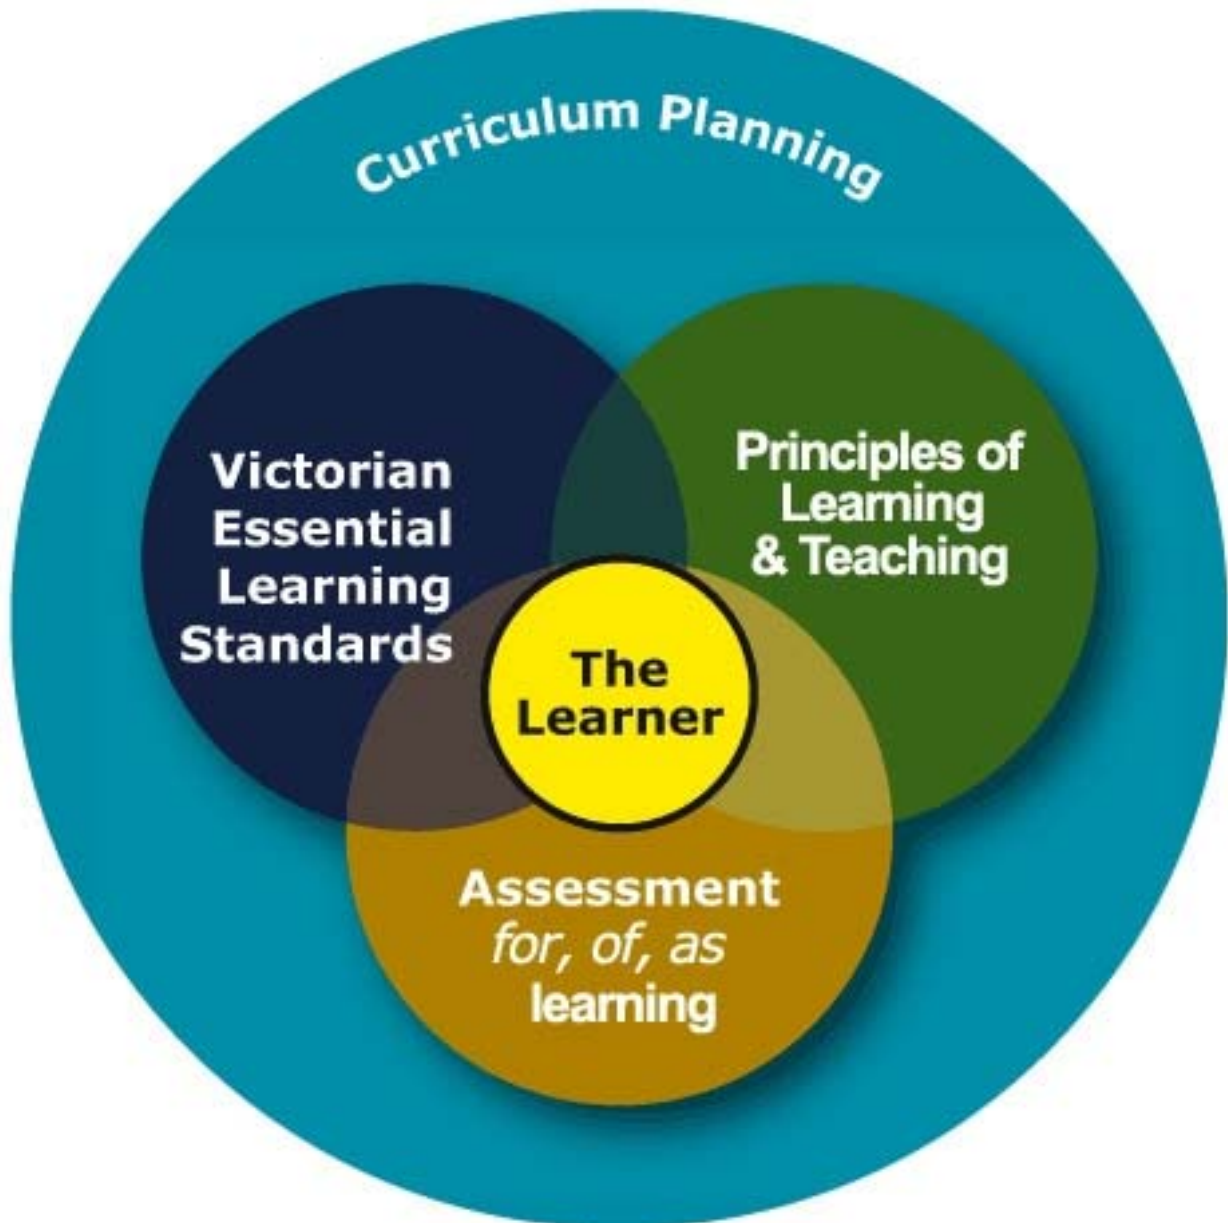 Curriculum Planning
Victorian
Essential
Learning
Standards
Principles of
Learning
& Teaching
The
Learner
Assessment
for, of, as
learning